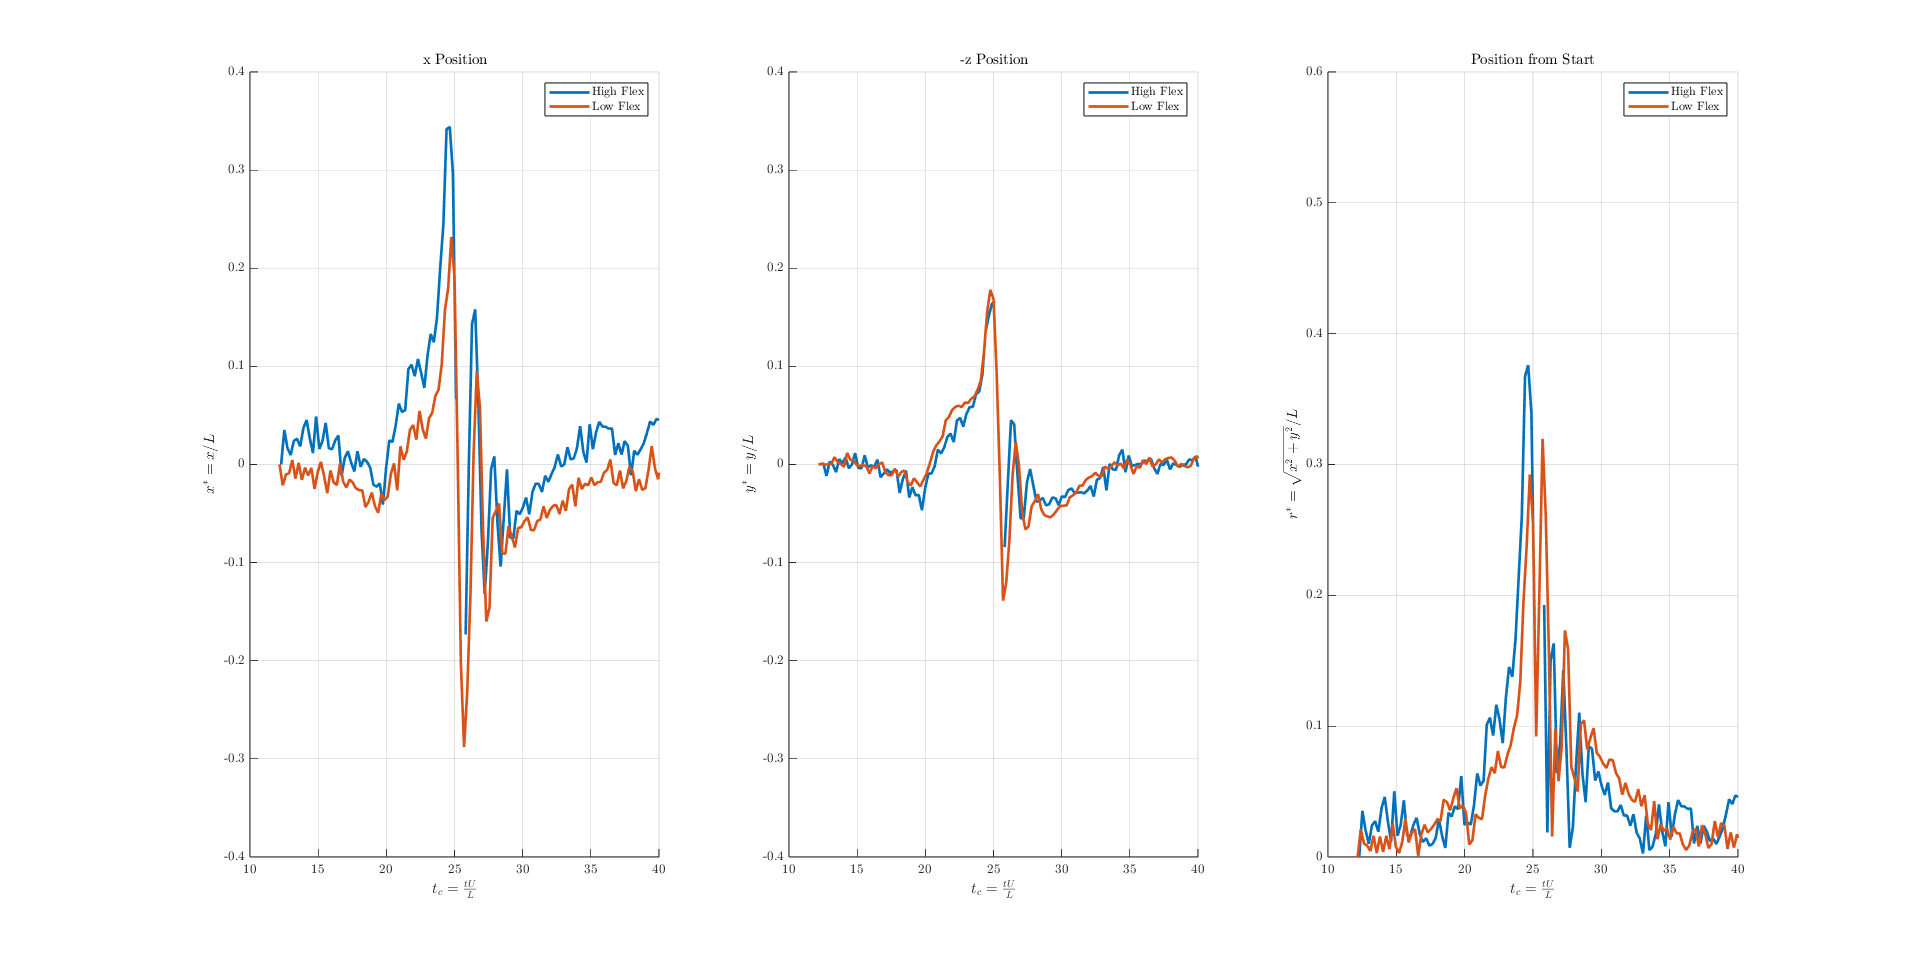 x Position
0.4
0.3
0.2
0.1
0
-0.1
-0.2
-0.3
-0.4
10 15 20 25 30 35 40
x* = x/L
t_c = tU/L
High Flex
Low Flex
-z Position
0.4
0.3
0.2
0.1
0
-0.1
-0.2
-0.3
-0.4
10 15 20 25 30 35 40
y* = y/L
t_c = tU/L
High Flex
Low Flex
Position from Start
0.6
0.5
0.4
0.3
0.2
0.1
0
10 15 20 25 30 35 40
r* = √(x² + y²)/L
t_c = tU/L
High Flex
Low Flex